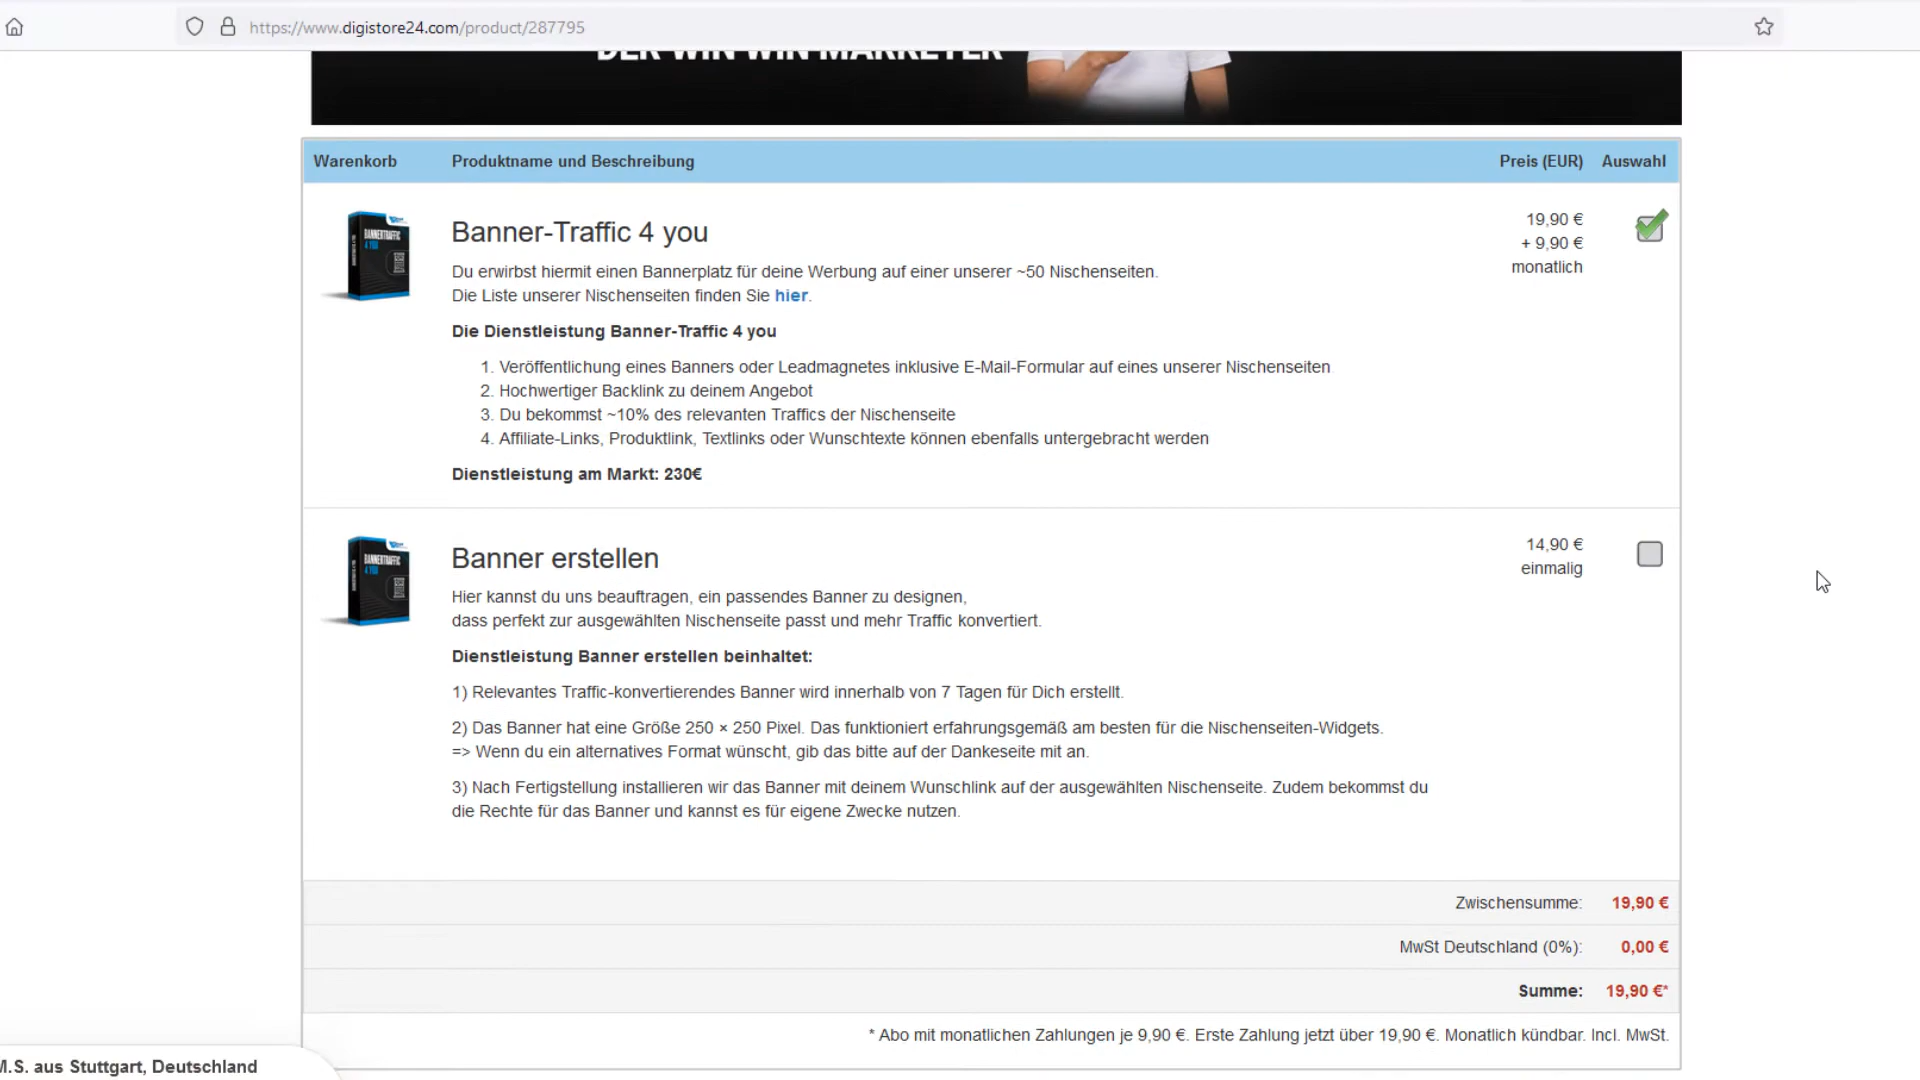 https://www.digistore24.com/product/287795
DER WIN WIN MARKETER
Warenkorb
Produktname und Beschreibung
Preis (EUR)
Auswahl
BANNERTRAFFIC
4 YOU
Banner-Traffic 4 you
19,90 €
+ 9,90 €
monatlich
Du erwirbst hiermit einen Bannerplatz für deine Werbung auf einer unserer ~50 Nischenseiten.
Die Liste unserer Nischenseiten finden Sie hier.
Die Dienstleistung Banner-Traffic 4 you
1. Veröffentlichung eines Banners oder Leadmagnetes inklusive E-Mail-Formular auf eines unserer Nischenseiten
2. Hochwertiger Backlink zu deinem Angebot
3. Du bekommst ~10% des relevanten Traffics der Nischenseite
4. Affiliate-Links, Produktlink, Textlinks oder Wunschtexte können ebenfalls untergebracht werden
Dienstleistung am Markt: 230€
BANNERTRAFFIC
4 YOU
Banner erstellen
14,90 €
einmalig
Hier kannst du uns beauftragen, ein passendes Banner zu designen,
dass perfekt zur ausgewählten Nischenseite passt und mehr Traffic konvertiert.
Dienstleistung Banner erstellen beinhaltet:
1) Relevantes Traffic-konvertierendes Banner wird innerhalb von 7 Tagen für Dich erstellt.
2) Das Banner hat eine Größe 250 × 250 Pixel. Das funktioniert erfahrungsgemäß am besten für die Nischenseiten-Widgets.
=> Wenn du ein alternatives Format wünscht, gib das bitte auf der Dankeseite mit an.
3) Nach Fertigstellung installieren wir das Banner mit deinem Wunschlink auf der ausgewählten Nischenseite. Zudem bekommst du
die Rechte für das Banner und kannst es für eigene Zwecke nutzen.
Zwischensumme: 19,90 €
MwSt Deutschland (0%): 0,00 €
Summe: 19,90 €*
* Abo mit monatlichen Zahlungen je 9,90 €. Erste Zahlung jetzt über 19,90 €. Monatlich kündbar. Incl. MwSt.
M.S. aus Stuttgart, Deutschland